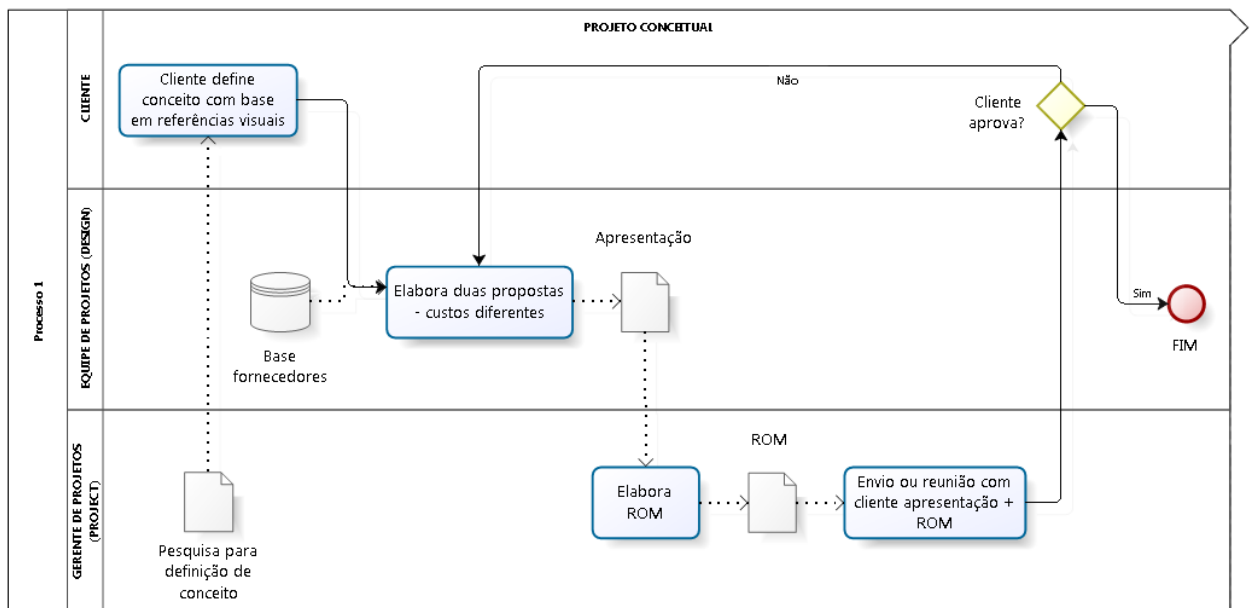 PROJETO CONCEITUAL
Processo 1
CLIENTE
Cliente define
conceito com base
em referências visuais
Não
Cliente
aprova?
EQUIPE DE PROJETOS (DESIGN)
Apresentação
Elabora duas propostas
- custos diferentes
Base
fornecedores
Sim
FIM
GERENTE DE PROJETOS
(PROJECT)
Pesquisa para
definição de
conceito
Elabora
ROM
ROM
Envio ou reunião com
cliente apresentação +
ROM